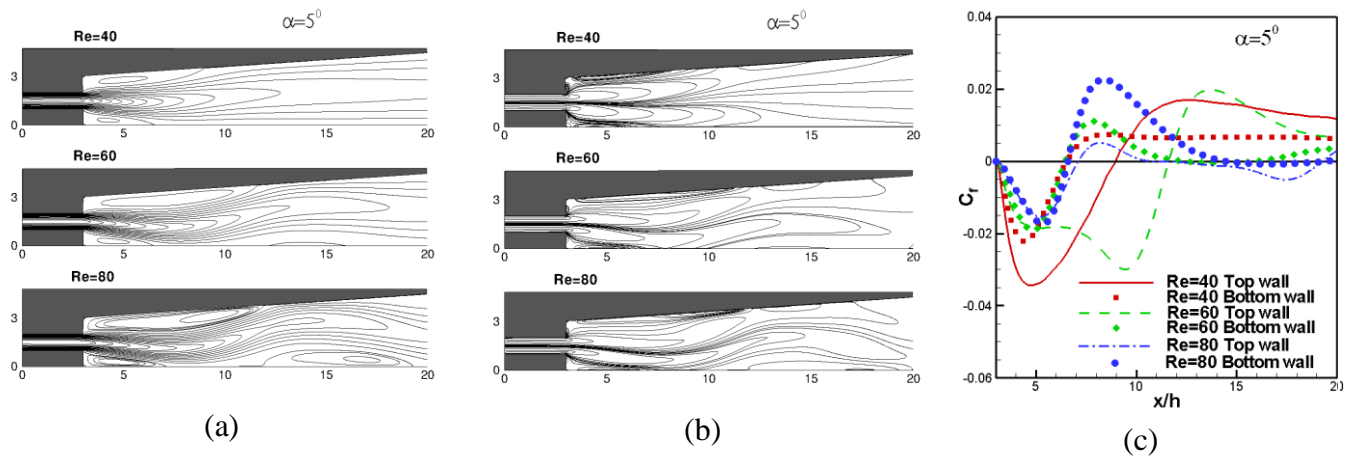 α=5⁰
Re=40
3
0
0 5 10 15 20
Re=60
3
0
0 5 10 15 20
Re=80
3
0
0 5 10 15 20
(a)
α=5⁰
Re=40
3
0
0 5 10 15 20
Re=60
3
0
0 5 10 15 20
Re=80
3
0
0 5 10 15 20
(b)
α=5⁰
0.04
0.02
0
-0.02
-0.04
-0.06
Cf
5 10 15 20
x/h
Re=40 Top wall
Re=40 Bottom wall
Re=60 Top wall
Re=60 Bottom wall
Re=80 Top wall
Re=80 Bottom wall
(c)